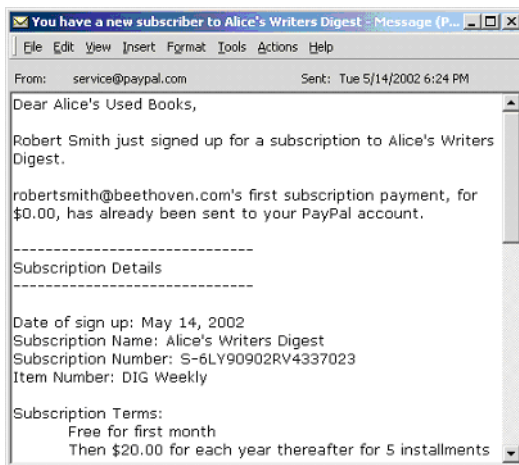 You have a new subscriber to Alice's Writers Digest - Message (P...
File Edit View Insert Format Tools Actions Help
From: service@paypal.com Sent: Tue 5/14/2002 6:24 PM
Dear Alice's Used Books,
Robert Smith just signed up for a subscription to Alice's Writers
Digest.
robertsmith@beethoven.com's first subscription payment, for
$0.00, has already been sent to your PayPal account.
------------------------------
Subscription Details
------------------------------
Date of sign up: May 14, 2002
Subscription Name: Alice's Writers Digest
Subscription Number: S-6LY90902RV4337023
Item Number: DIG Weekly
Subscription Terms:
Free for first month
Then $20.00 for each year thereafter for 5 installments